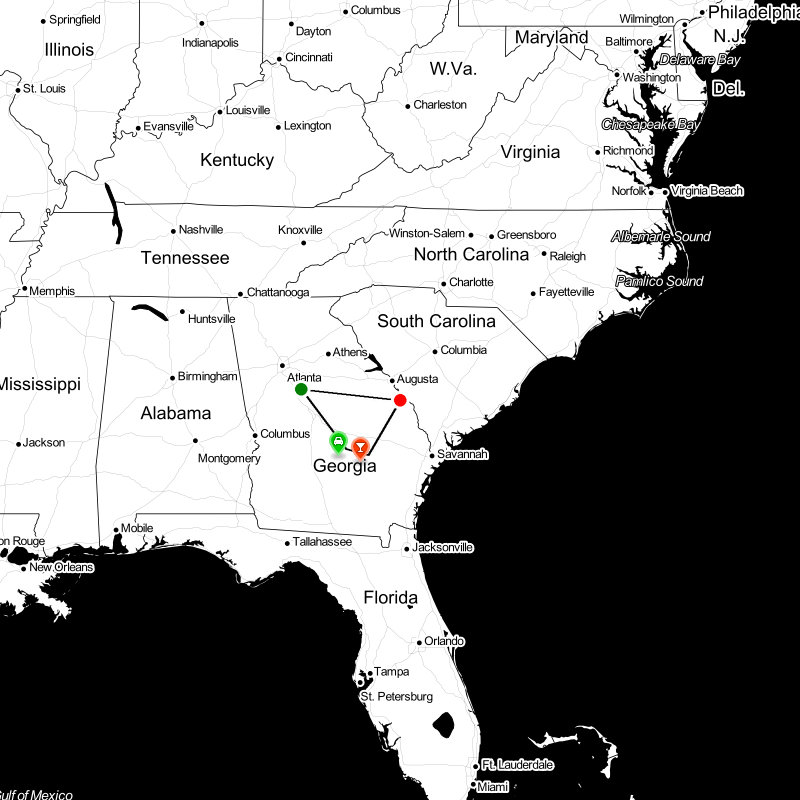 Springfield
Columbus
Wilmington
Philadelphia
Illinois
Indianapolis
Dayton
Maryland
Baltimore
N.J.
Cincinnati
W.Va.
Delaware Bay
St. Louis
Washington
Del.
Charleston
Louisville
Evansville
Lexington
Chesapeake Bay
Kentucky
Virginia
Richmond
Norfolk
Virginia Beach
Nashville
Knoxville
Winston-Salem
Greensboro
Albemarle Sound
Tennessee
North Carolina
Raleigh
Memphis
Chattanooga
Charlotte
Fayetteville
Pamlico Sound
Huntsville
South Carolina
Athens
Columbia
Mississippi
Birmingham
Atlanta
Augusta
Alabama
Jackson
Columbus
Montgomery
Georgia
Savannah
Mobile
on Rouge
Tallahassee
Jacksonville
New Orleans
Florida
Orlando
Tampa
St. Petersburg
Ft. Lauderdale
Miami
Gulf of Mexico